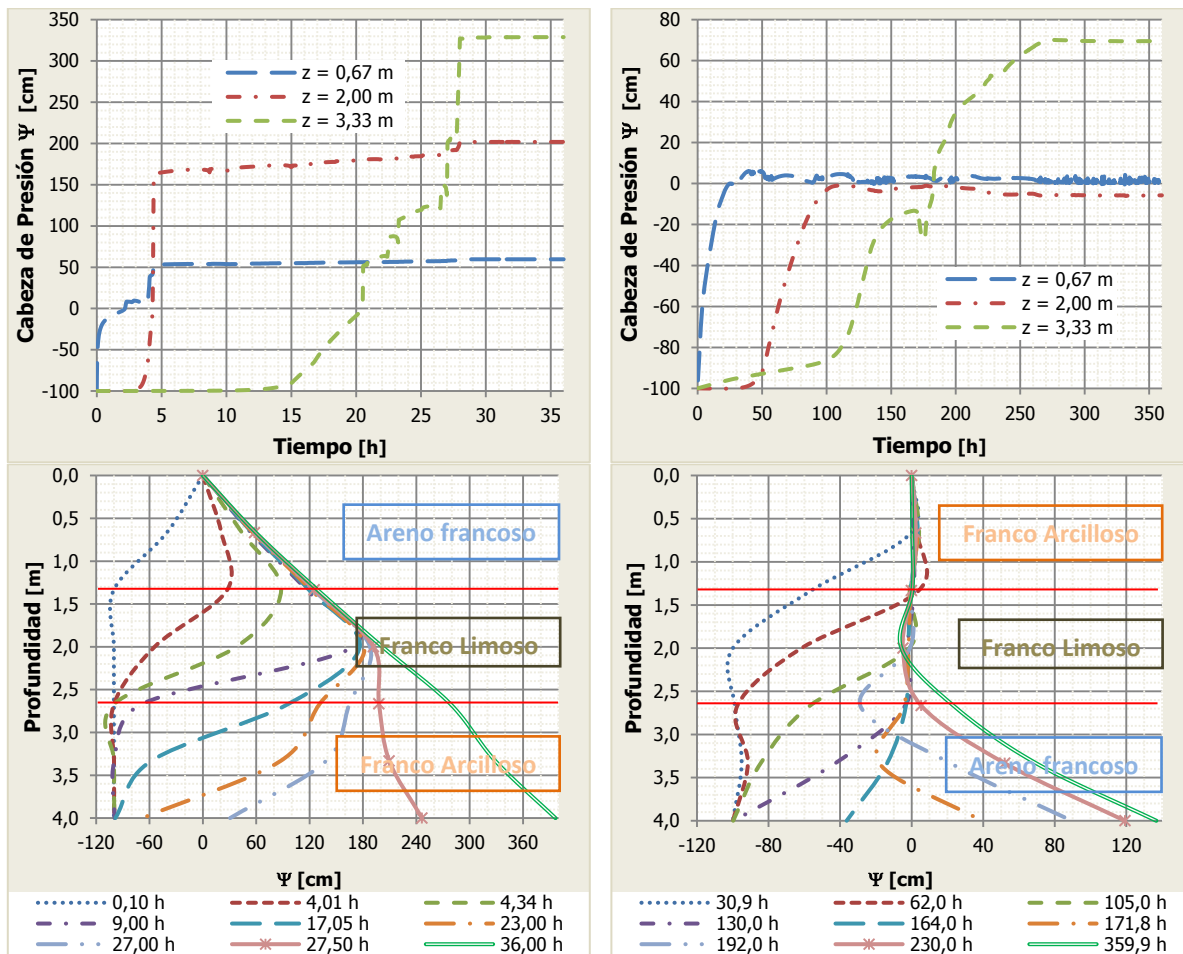 Cabeza de Presión Ψ [cm]
350
300
250
200
150
100
50
0
-50
-100
z = 0,67 m
z = 2,00 m
z = 3,33 m
0 5 10 15 20 25 30 35
Tiempo [h]
Cabeza de Presión Ψ [cm]
80
60
40
20
0
-20
-40
-60
-80
-100
z = 0,67 m
z = 2,00 m
z = 3,33 m
0 50 100 150 200 250 300 350
Tiempo [h]
Profundidad [m]
0,0
0,5
1,0
1,5
2,0
2,5
3,0
3,5
4,0
Areno francoso
Franco Limoso
Franco Arcilloso
-120 -60 0 60 120 180 240 300 360
Ψ [cm]
0,10 h 4,01 h 4,34 h
9,00 h 17,05 h 23,00 h
27,00 h 27,50 h 36,00 h
Profundidad [m]
0,0
0,5
1,0
1,5
2,0
2,5
3,0
3,5
4,0
Franco Arcilloso
Franco Limoso
Areno francoso
-120 -80 -40 0 40 80 120
Ψ [cm]
30,9 h 62,0 h 105,0 h
130,0 h 164,0 h 171,8 h
192,0 h 230,0 h 359,9 h